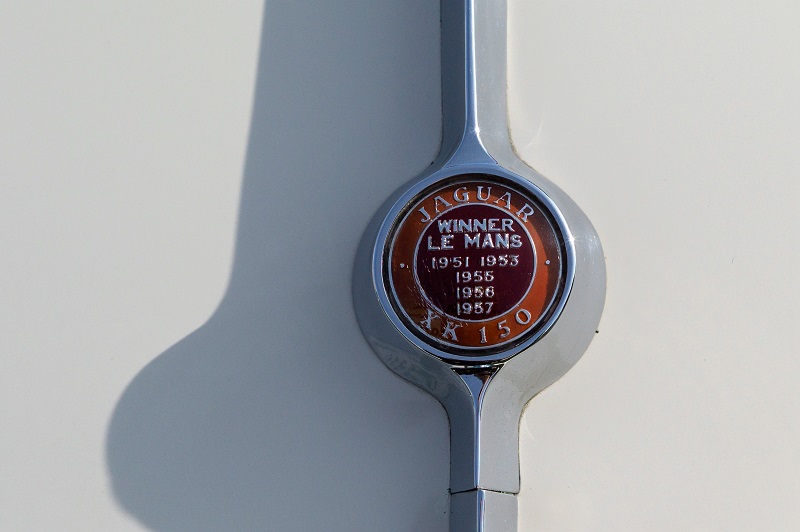 JAGUAR
WINNER
LE MANS
1951 1953
1955
1956
1957
XK 150